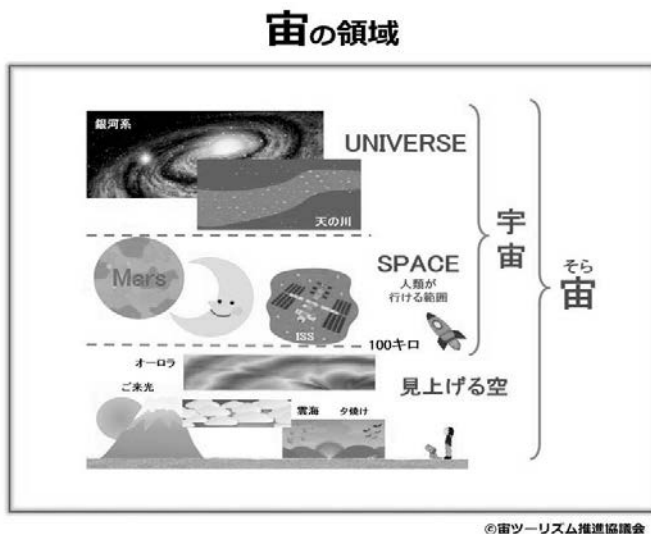 宙の領域
銀河系
UNIVERSE
天の川
宇宙
Mars
SPACE
人類が
行ける範囲
ISS
そら
宙
100キロ
オーロラ
ご来光
見上げる空
雲海 夕焼け
©宙ツーリズム推進協議会